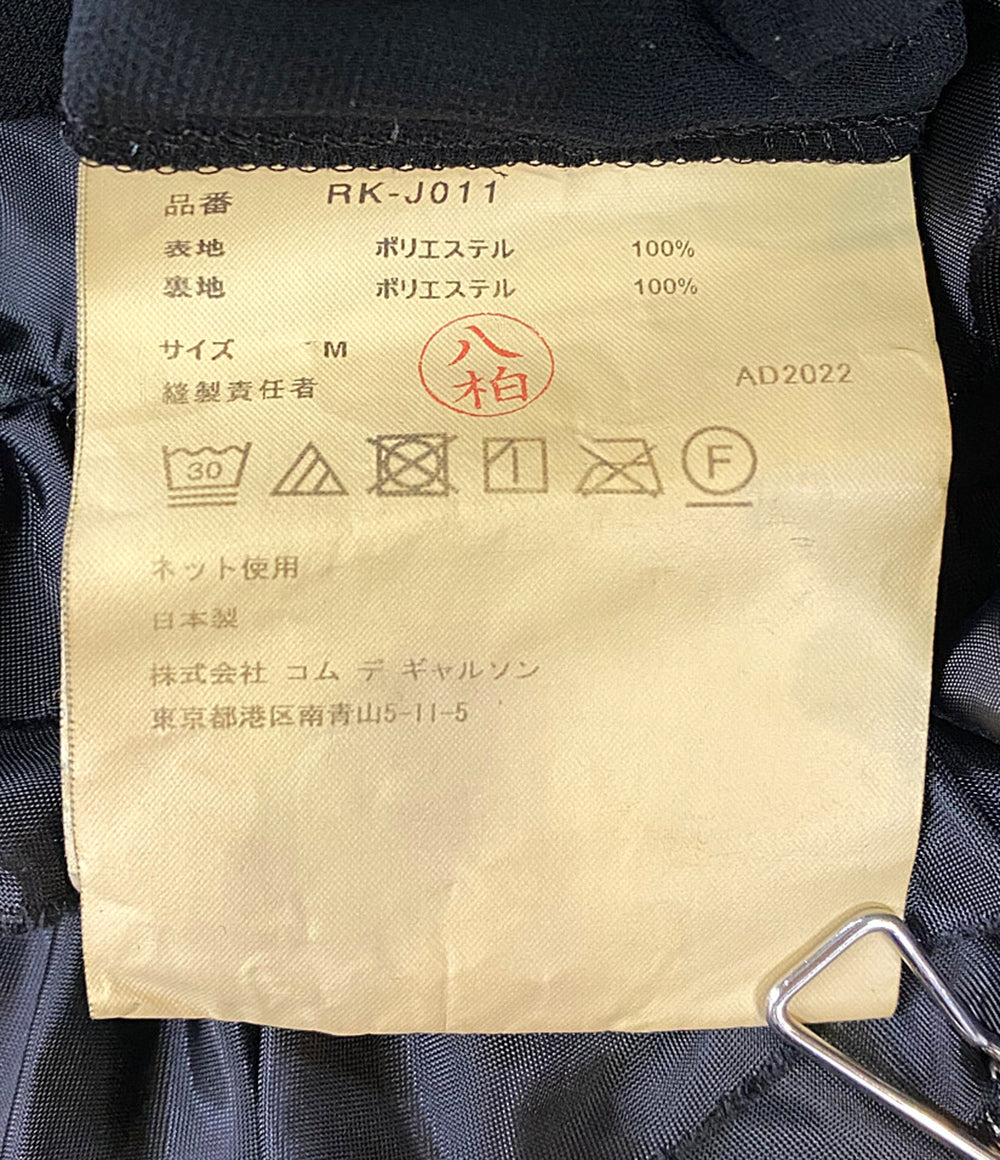 品番 RK-J011
表地 ポリエステル 100%
裏地 ポリエステル 100%
サイズ M
縫製責任者 八柏 AD2022
30 F
ネット使用
日本製
株式会社 コム デ ギャルソン
東京都港区南青山5-11-5